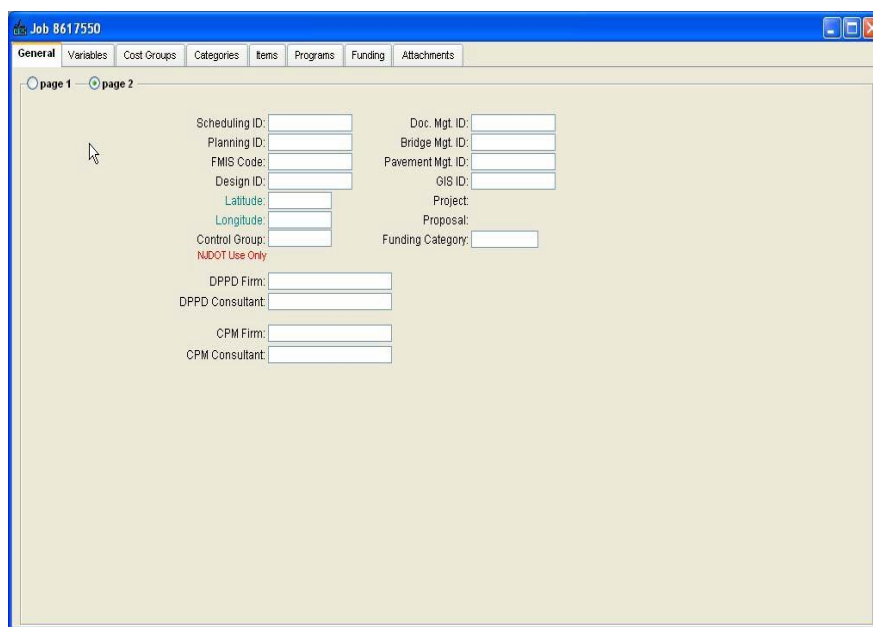 Job 8617550
General Variables Cost Groups Categories Items Programs Funding Attachments
page 1 page 2
Scheduling ID: Doc. Mgt. ID:
Planning ID: Bridge Mgt. ID:
FMIS Code: Pavement Mgt. ID:
Design ID: GIS ID:
Latitude: Project:
Longitude: Proposal:
Control Group: Funding Category:
NJDOT Use Only
DPPD Firm:
DPPD Consultant:
CPM Firm:
CPM Consultant: